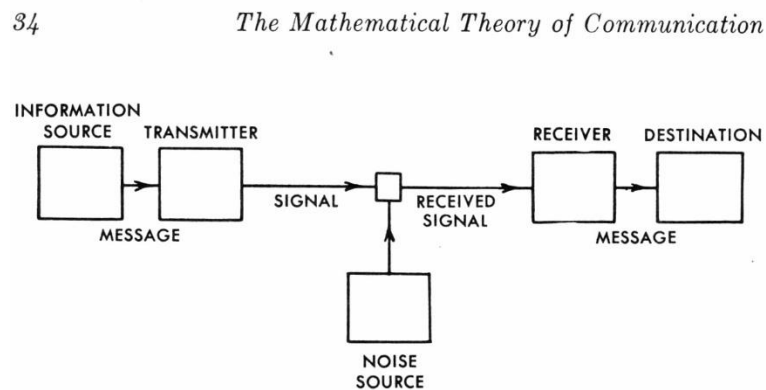 34 The Mathematical Theory of Communication
INFORMATION
SOURCE
TRANSMITTER
RECEIVER
DESTINATION
SIGNAL
RECEIVED
SIGNAL
MESSAGE
MESSAGE
NOISE
SOURCE